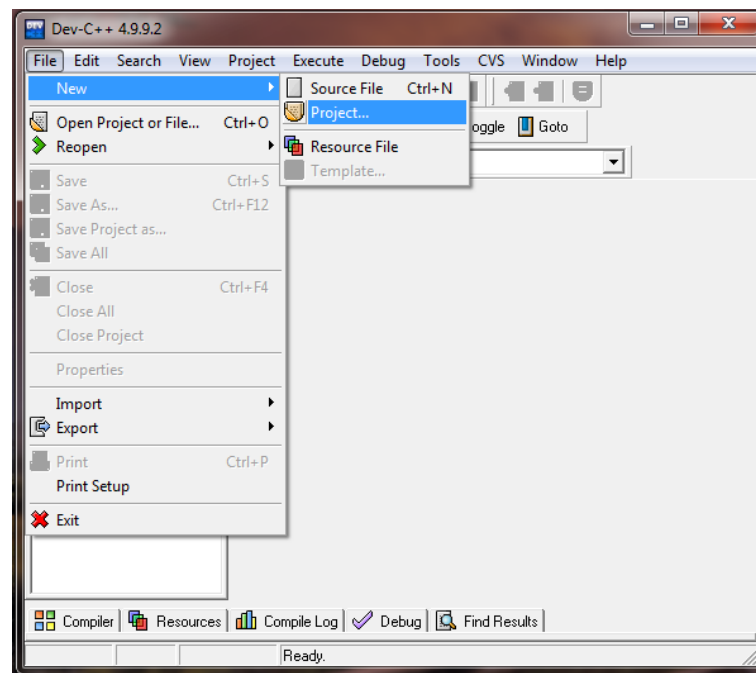 Dev-C++ 4.9.9.2
File Edit Search View Project Execute Debug Tools CVS Window Help
New
Source File Ctrl+N
Project...
Resource File
Template...
oggle Goto
Open Project or File... Ctrl+O
Reopen
Save Ctrl+S
Save As... Ctrl+F12
Save Project as...
Save All
Close Ctrl+F4
Close All
Close Project
Properties
Import
Export
Print Ctrl+P
Print Setup
Exit
Compiler Resources Compile Log Debug Find Results
Ready.